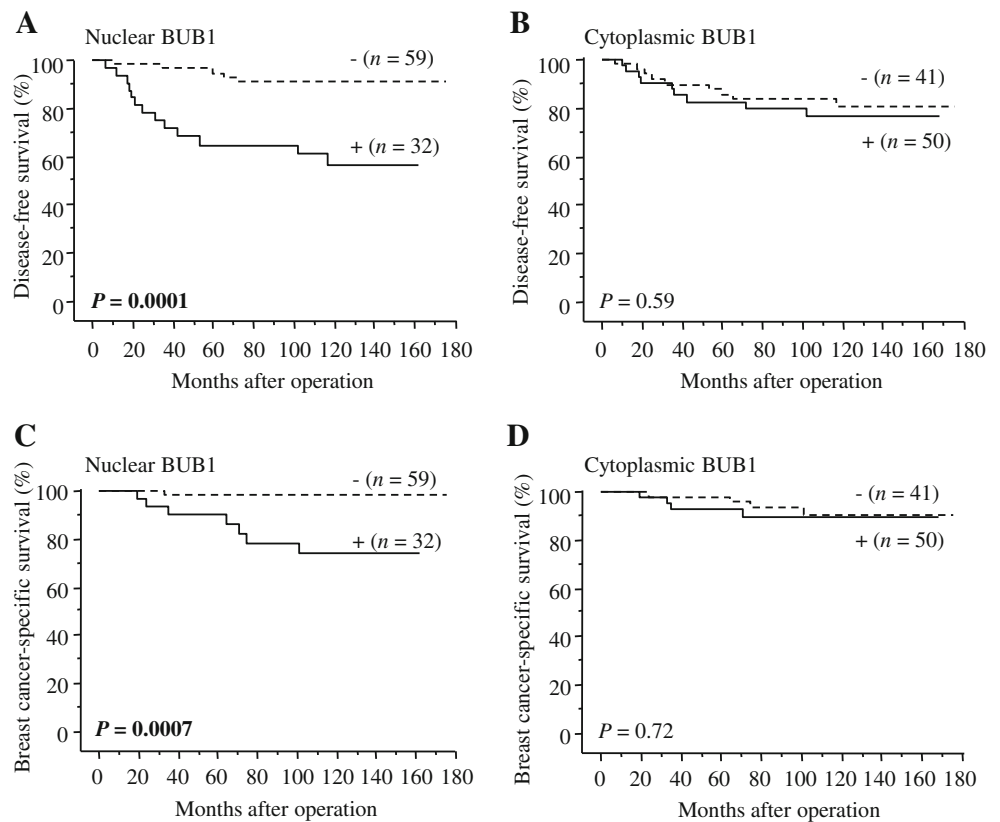 A
Nuclear BUB1
Disease-free survival (%)
100
80
60
40
20
0
- (n = 59)
+ (n = 32)
P = 0.0001
0 20 40 60 80 100 120 140 160 180
Months after operation
B
Cytoplasmic BUB1
Disease-free survival (%)
100
80
60
40
20
0
- (n = 41)
+ (n = 50)
P = 0.59
0 20 40 60 80 100 120 140 160 180
Months after operation
C
Nuclear BUB1
Breast cancer-specific survival (%)
100
80
60
40
20
0
- (n = 59)
+ (n = 32)
P = 0.0007
0 20 40 60 80 100 120 140 160 180
Months after operation
D
Cytoplasmic BUB1
Breast cancer-specific survival (%)
100
80
60
40
20
0
- (n = 41)
+ (n = 50)
P = 0.72
0 20 40 60 80 100 120 140 160 180
Months after operation